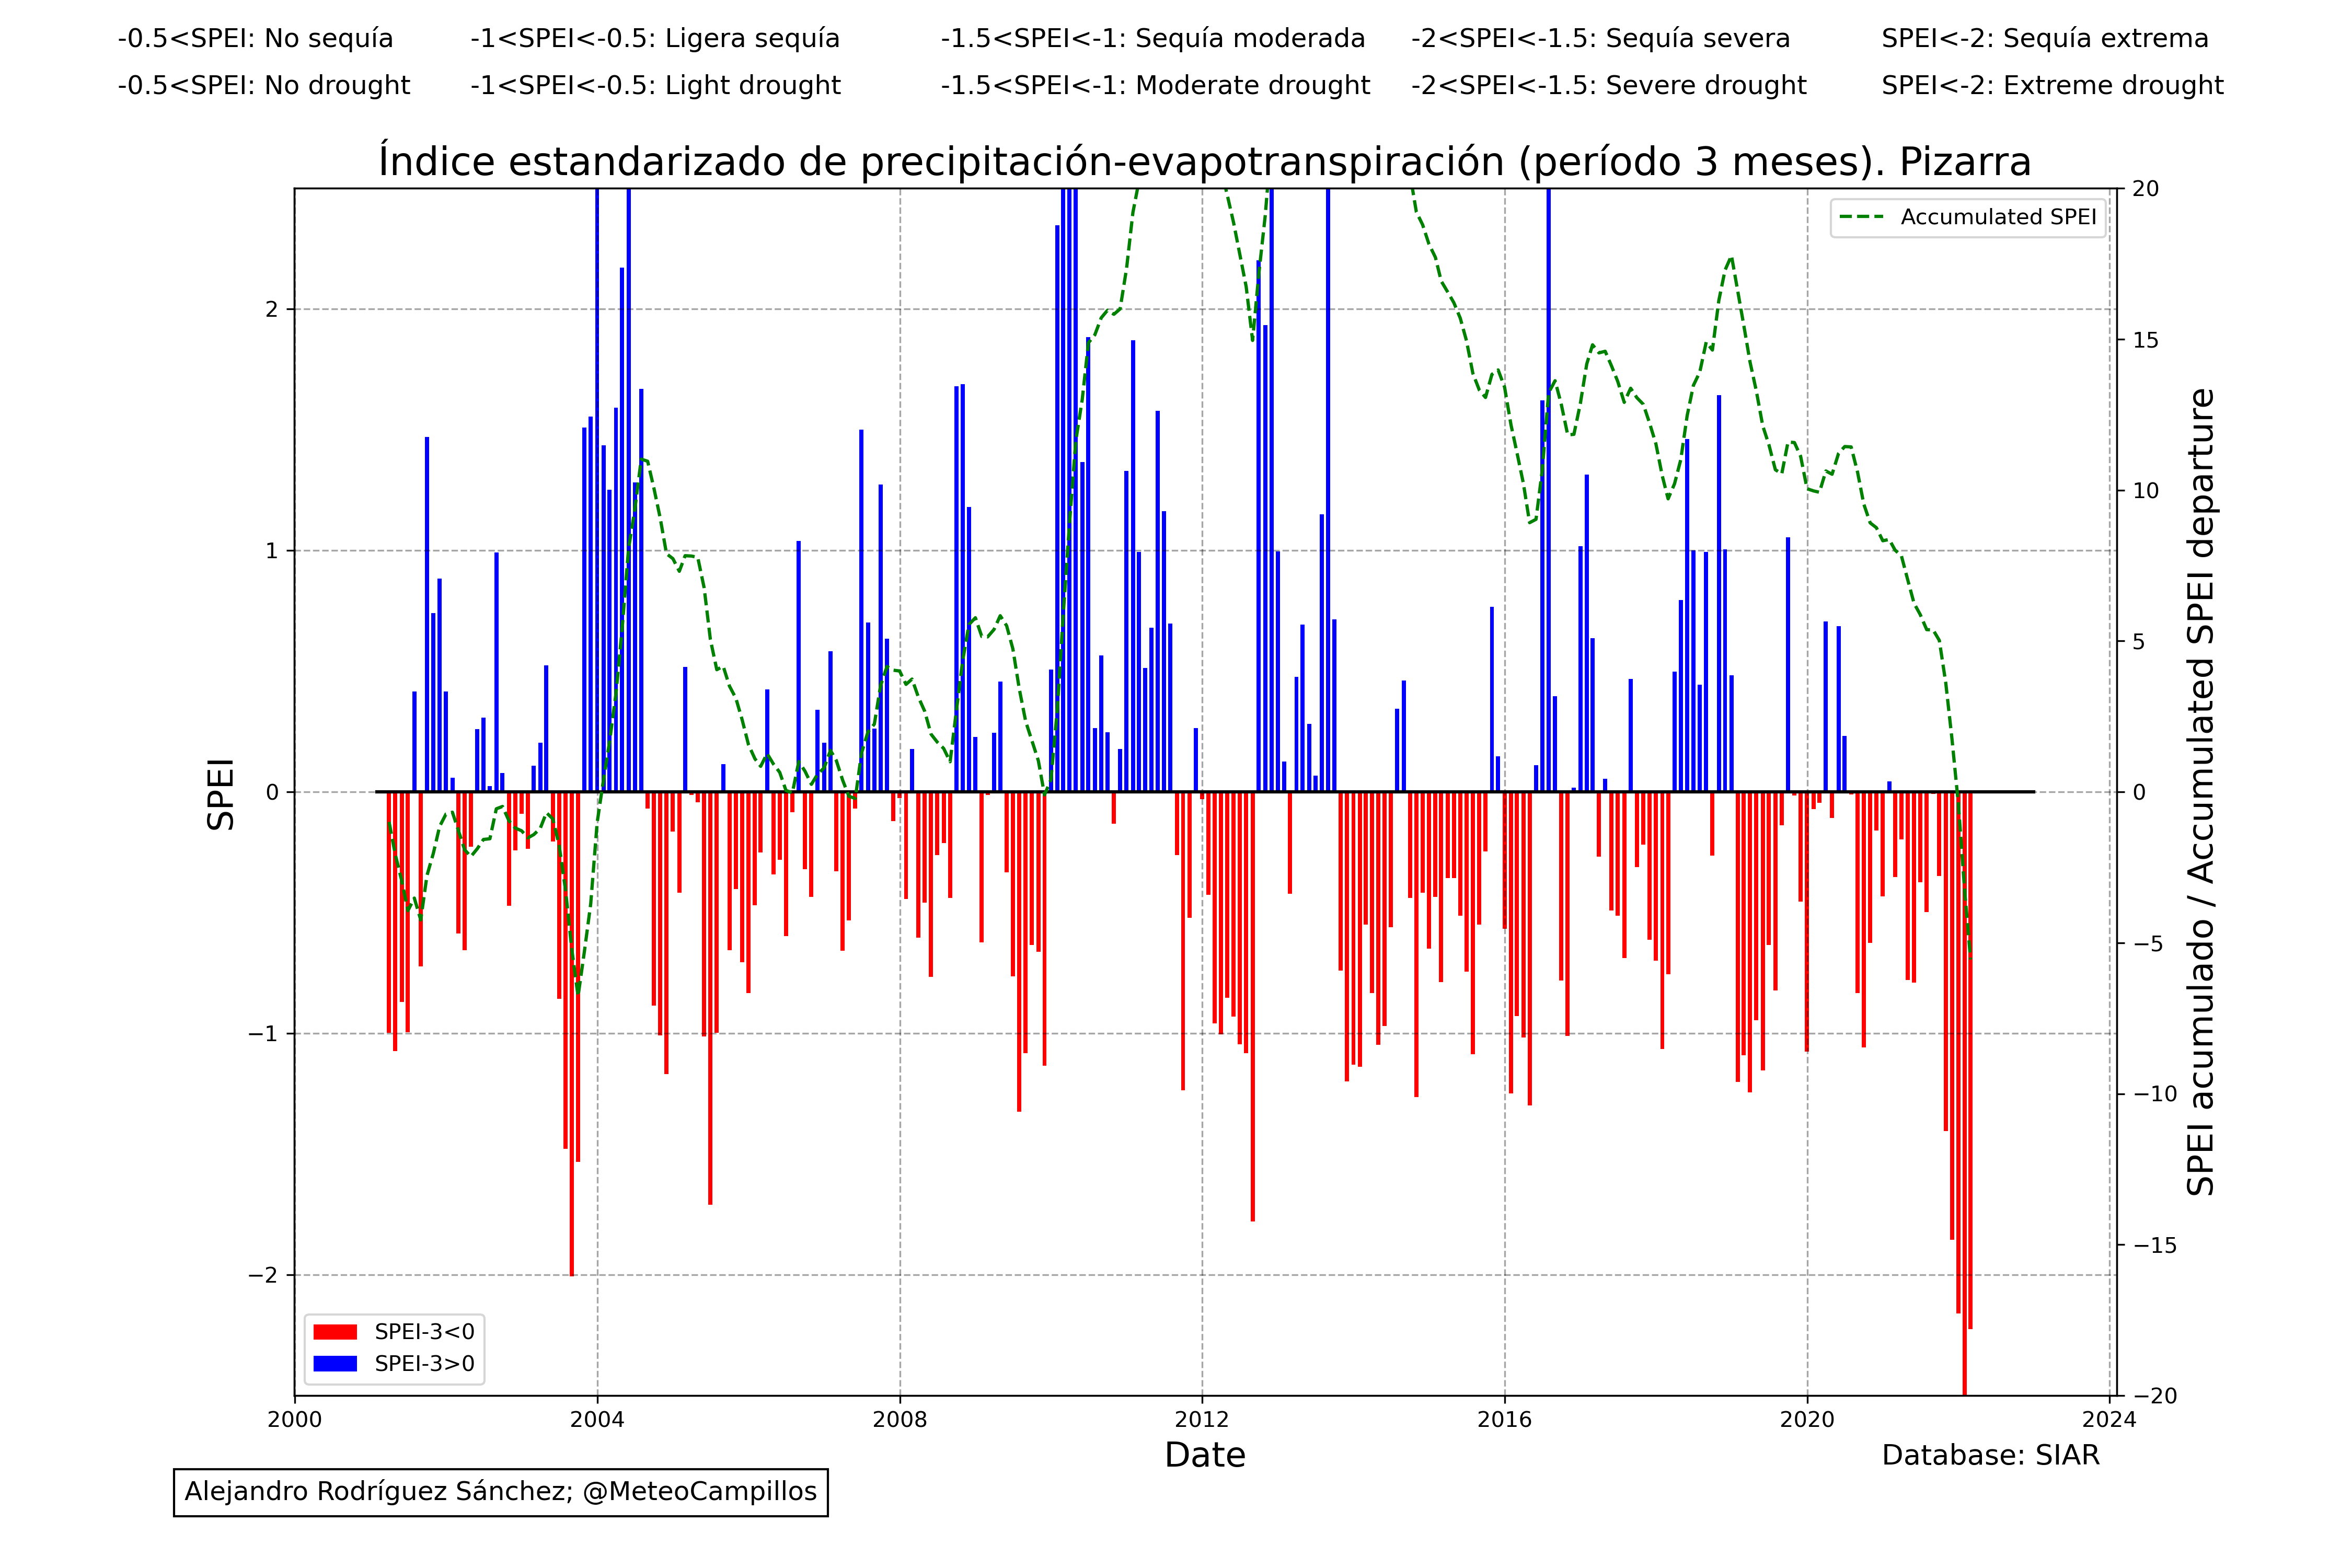 -0.5<SPEI: No sequía -1<SPEI<-0.5: Ligera sequía -1.5<SPEI<-1: Sequía moderada -2<SPEI<-1.5: Sequía severa SPEI<-2: Sequía extrema
-0.5<SPEI: No drought -1<SPEI<-0.5: Light drought -1.5<SPEI<-1: Moderate drought -2<SPEI<-1.5: Severe drought SPEI<-2: Extreme drought
Índice estandarizado de precipitación-evapotranspiración (período 3 meses). Pizarra
Accumulated SPEI
SPEI
2
1
0
−1
−2
20
15
10
5
0
−5
−10
−15
−20
SPEI acumulado / Accumulated SPEI departure
SPEI-3<0
SPEI-3>0
2000 2004 2008 2012 2016 2020 2024
Date
Database: SIAR
Alejandro Rodríguez Sánchez; @MeteoCampillos